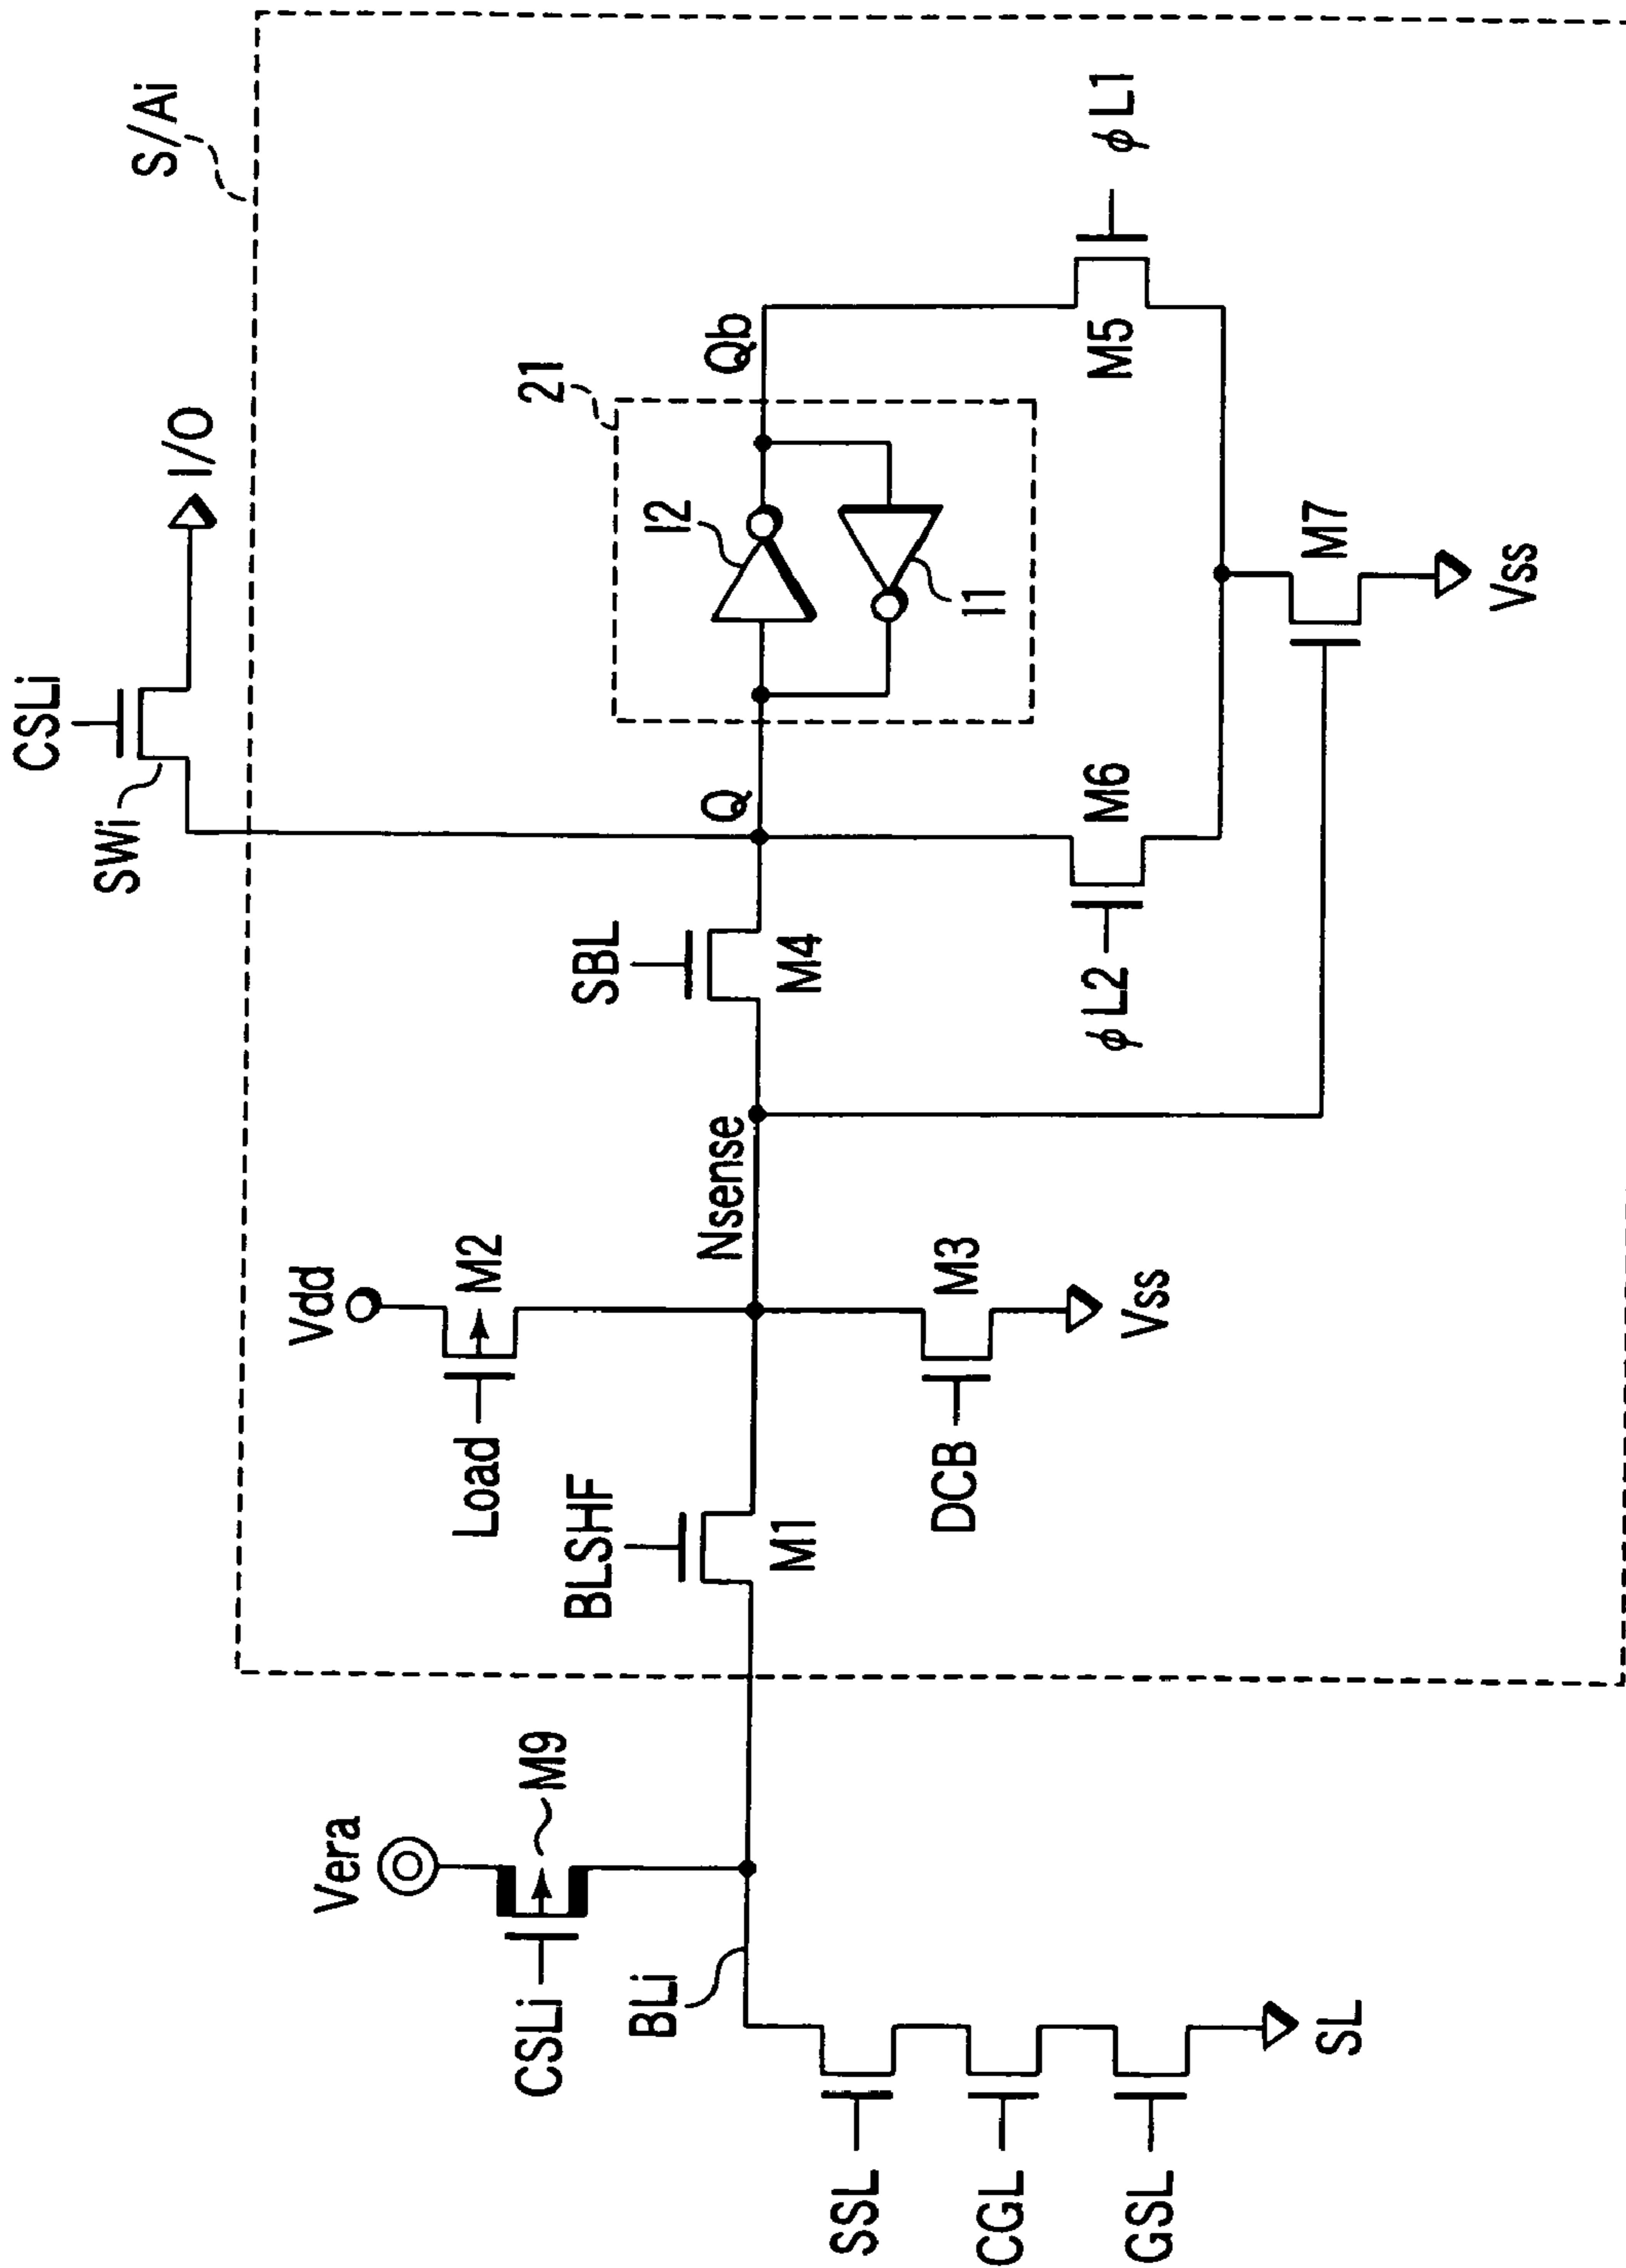 S/Ai
CSLi
SWi
I/O
Vdd
Load
M2
BLSHF
M1
Nsense
DCB
M3
Vss
SBL
M4
Q
21
I2
I1
Qb
φL2
M6
M5
φL1
M7
Vss
Vera
CSLi
M9
BLi
SSL
CGL
GSL
SL